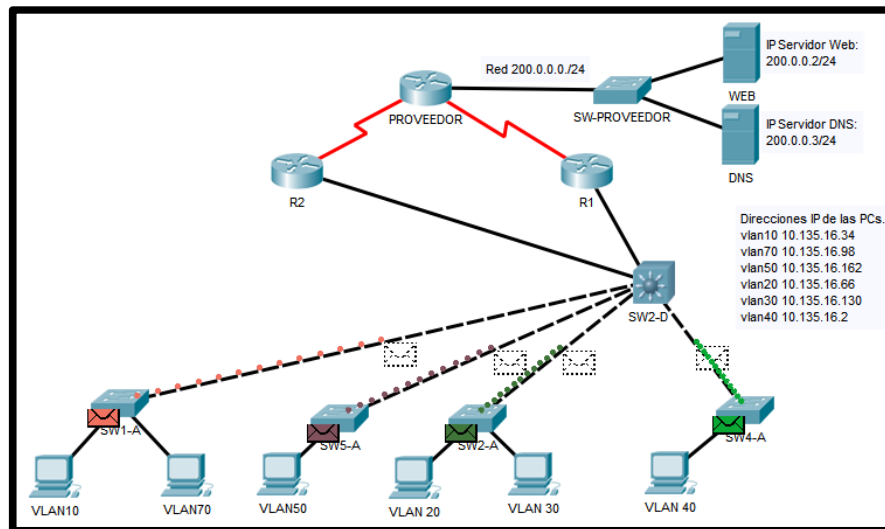 Red 200.0.0.0./24
IP Servidor Web:
200.0.0.2/24
WEB
PROVEEDOR
SW-PROVEEDOR
IP Servidor DNS:
200.0.0.3/24
DNS
R2
R1
Direcciones IP de las PCs.
vlan10 10.135.16.34
vlan70 10.135.16.98
vlan50 10.135.16.162
vlan20 10.135.16.66
vlan30 10.135.16.130
vlan40 10.135.16.2
SW2-D
SW1-A
SW5-A
SW2-A
SW4-A
VLAN10
VLAN70
VLAN50
VLAN 20
VLAN 30
VLAN 40